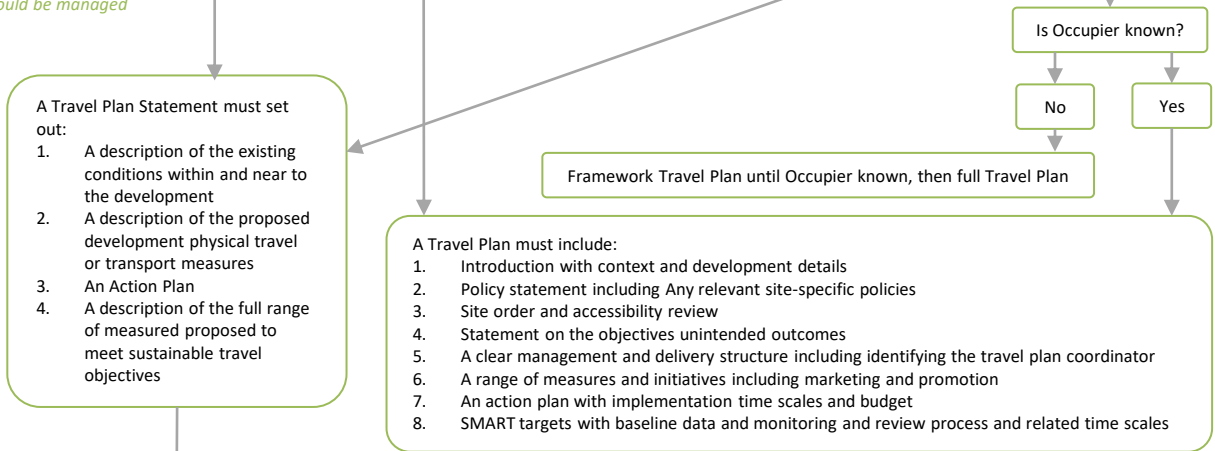 ould be managed
Is Occupier known?
No
Yes
Framework Travel Plan until Occupier known, then full Travel Plan
A Travel Plan Statement must set
out:
1. A description of the existing
conditions within and near to
the development
2. A description of the proposed
development physical travel
or transport measures
3. An Action Plan
4. A description of the full range
of measured proposed to
meet sustainable travel
objectives
A Travel Plan must include:
1. Introduction with context and development details
2. Policy statement including Any relevant site-specific policies
3. Site order and accessibility review
4. Statement on the objectives unintended outcomes
5. A clear management and delivery structure including identifying the travel plan coordinator
6. A range of measures and initiatives including marketing and promotion
7. An action plan with implementation time scales and budget
8. SMART targets with baseline data and monitoring and review process and related time scales